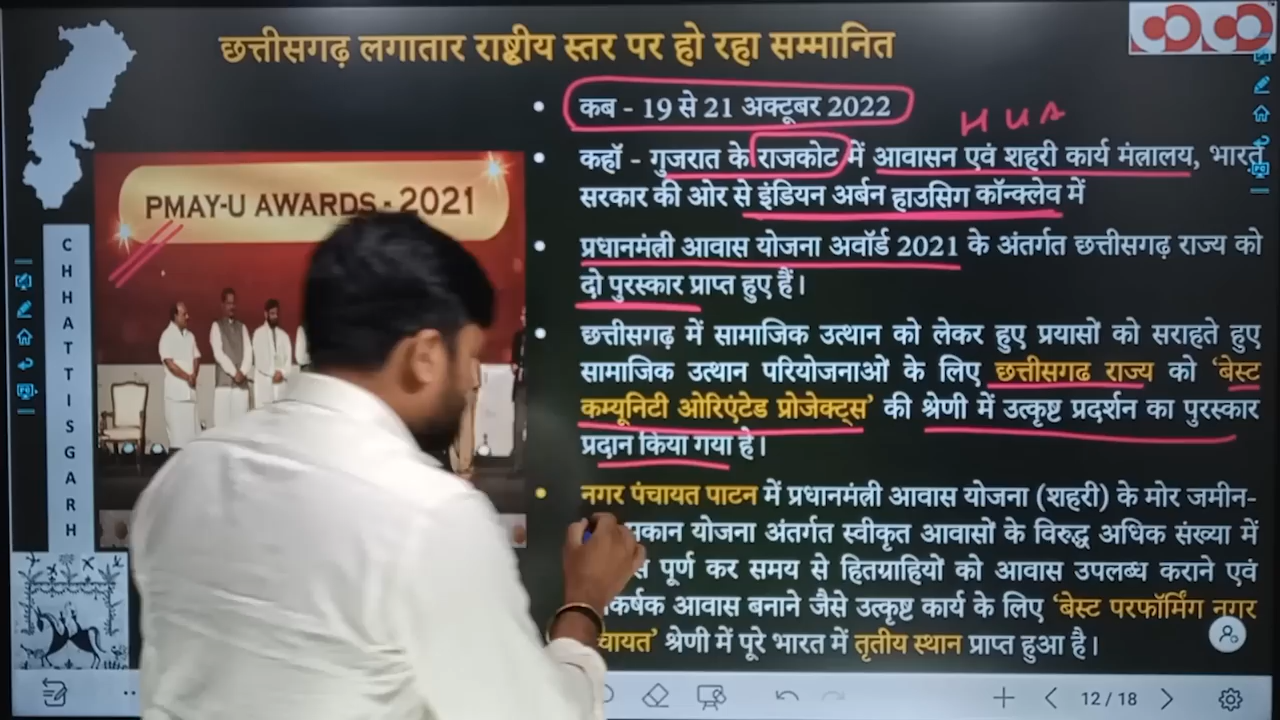 छत्तीसगढ़ लगातार राष्ट्रीय स्तर पर हो रहा सम्मानित
कब - 19 से 21 अक्टूबर 2022
HUA
कहॉ - गुजरात के राजकोट में आवासन एवं शहरी कार्य मंत्रालय, भारत
सरकार की ओर से इंडियन अर्बन हाउसिग कॉन्क्लेव में
प्रधानमंत्री आवास योजना अवॉर्ड 2021 के अंतर्गत छत्तीसगढ़ राज्य को
दो पुरस्कार प्राप्त हुए हैं।
छत्तीसगढ़ में सामाजिक उत्थान को लेकर हुए प्रयासों को सराहते हुए
सामाजिक उत्थान परियोजनाओं के लिए छत्तीसगढ राज्य को 'बेस्ट
कम्यूनिटी ओरिएंटेड प्रोजेक्ट्स' की श्रेणी में उत्कृष्ट प्रदर्शन का पुरस्कार
प्रदान किया गया है।
नगर पंचायत पाटन में प्रधानमंत्री आवास योजना (शहरी) के मोर जमीन-
मकान योजना अंतर्गत स्वीकृत आवासों के विरुद्ध अधिक संख्या में
पूर्ण कर समय से हितग्राहियों को आवास उपलब्ध कराने एवं
आवास बनाने जैसे उत्कृष्ट कार्य के लिए 'बेस्ट परफॉर्मिंग नगर
श्रेणी में पूरे भारत में तृतीय स्थान प्राप्त हुआ है।
PMAY-U AWARDS - 2021
CHHATTISGARH
12/18